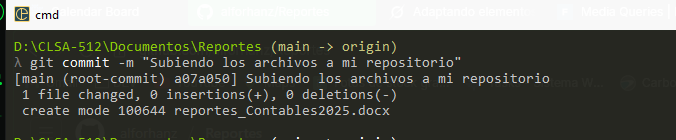 cmd
D:\CLSA-512\Documentos\Reportes (main -> origin)
λ git commit -m "Subiendo los archivos a mi repositorio"
[main (root-commit) a07a050] Subiendo los archivos a mi repositorio
1 file changed, 0 insertions(+), 0 deletions(-)
create mode 100644 reportes_Contables2025.docx